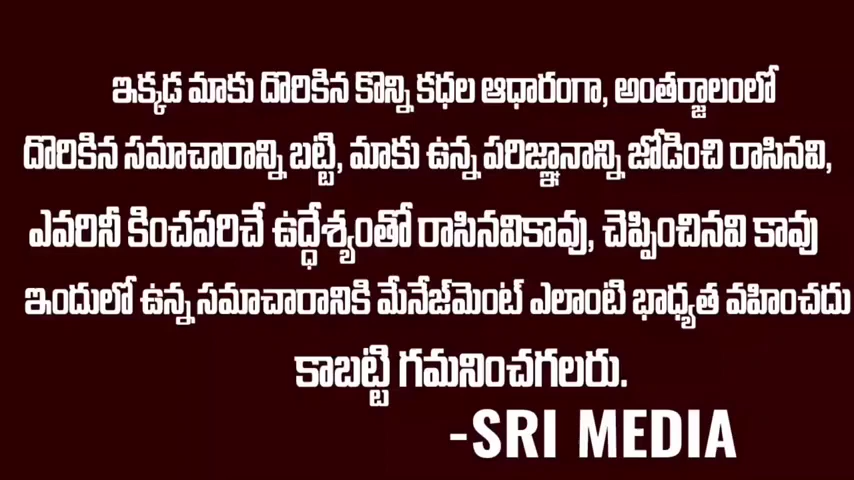 ఇక్కడ మాకు దొరికిన కొన్ని కధల ఆధారంగా, అంతర్జాలంలో
దొరికిన సమాచారాన్ని బట్టి, మాకు ఉన్న పరిజ్ఞానాన్ని జోడించి రాసినవి,
ఎవరినీ కించపరిచే ఉద్ధేశ్యంతో రాసినవికావు, చెప్పించినవి కావు
ఇందులో ఉన్న సమాచారానికి మేనేజ్‌మెంట్ ఎలాంటి భాధ్యత వహించదు
కాబట్టి గమనించగలరు.
-SRI MEDIA